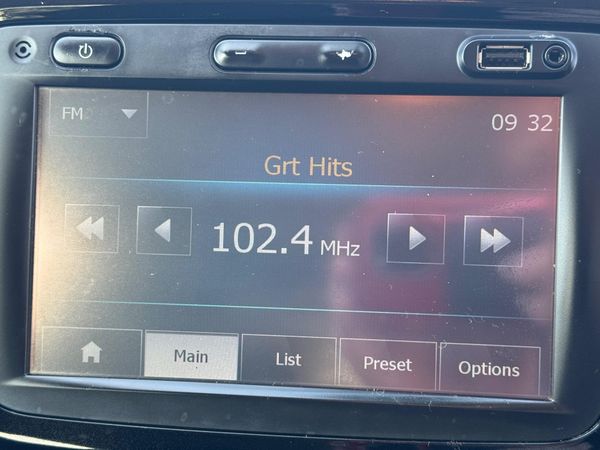 FM
09 32
Grt Hits
102.4 MHz
Main
List
Preset
Options